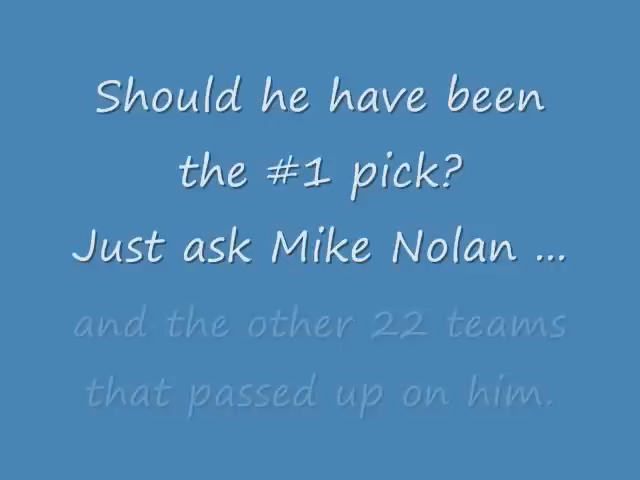 Should he have been
the #1 pick?
Just ask Mike Nolan ...
and the other 22 teams
that passed up on him.